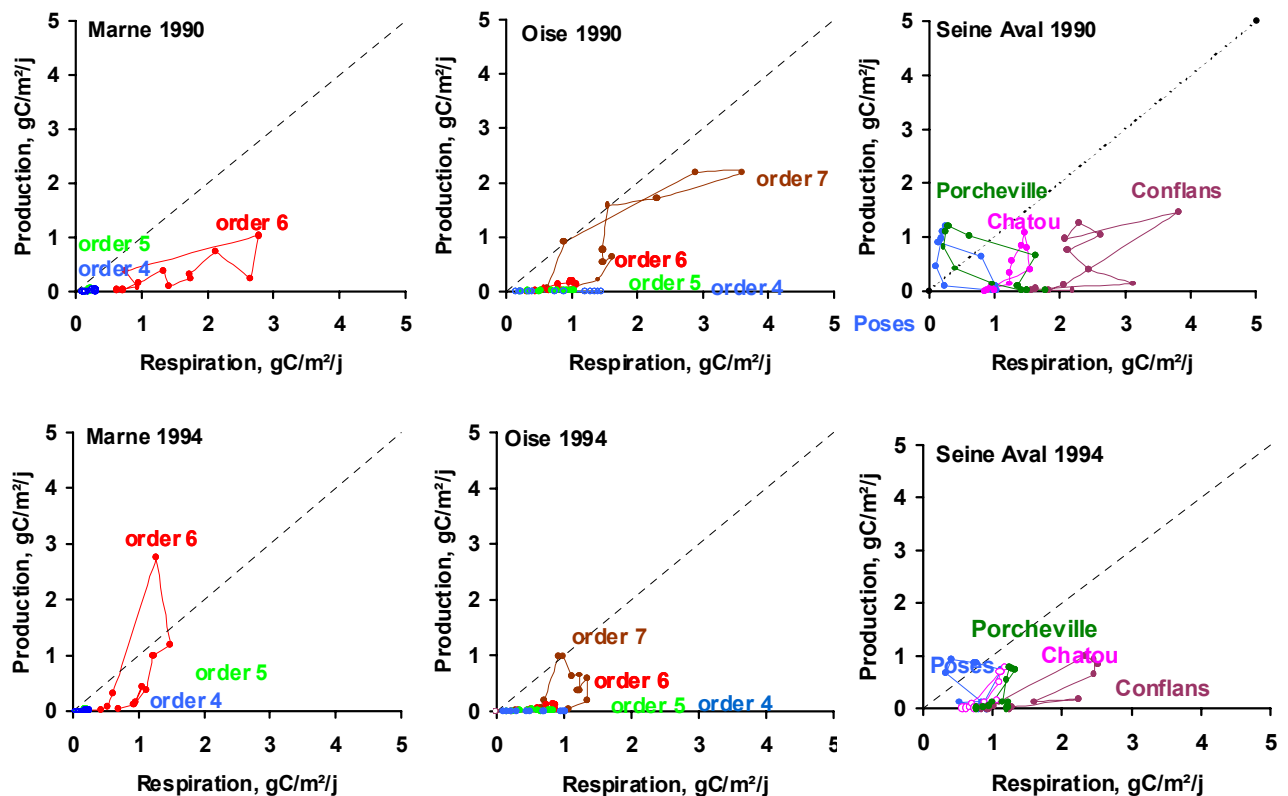 Marne 1990
Production, gC/m²/j
5
4
3
2
1
0
order 6
order 5
order 4
0 1 2 3 4 5
Respiration, gC/m²/j
Oise 1990
Production, gC/m²/j
5
4
3
2
1
0
order 7
order 6
order 5
order 4
0 1 2 3 4 5
Respiration, gC/m²/j
Seine Aval 1990
Production, gC/m²/j
5
4
3
2
1
0
Porcheville
Conflans
Chatou
Poses
0 1 2 3 4 5
Respiration, gC/m²/j
Marne 1994
Production, gC/m²/j
5
4
3
2
1
0
order 6
order 5
order 4
0 1 2 3 4 5
Respiration, gC/m²/j
Oise 1994
Production, gC/m²/j
5
4
3
2
1
0
order 7
order 6
order 5
order 4
0 1 2 3 4 5
Respiration, gC/m²/j
Seine Aval 1994
Production, gC/m²/j
5
4
3
2
1
0
Porcheville
Poses
Chatou
Conflans
0 1 2 3 4 5
Respiration, gC/m²/j